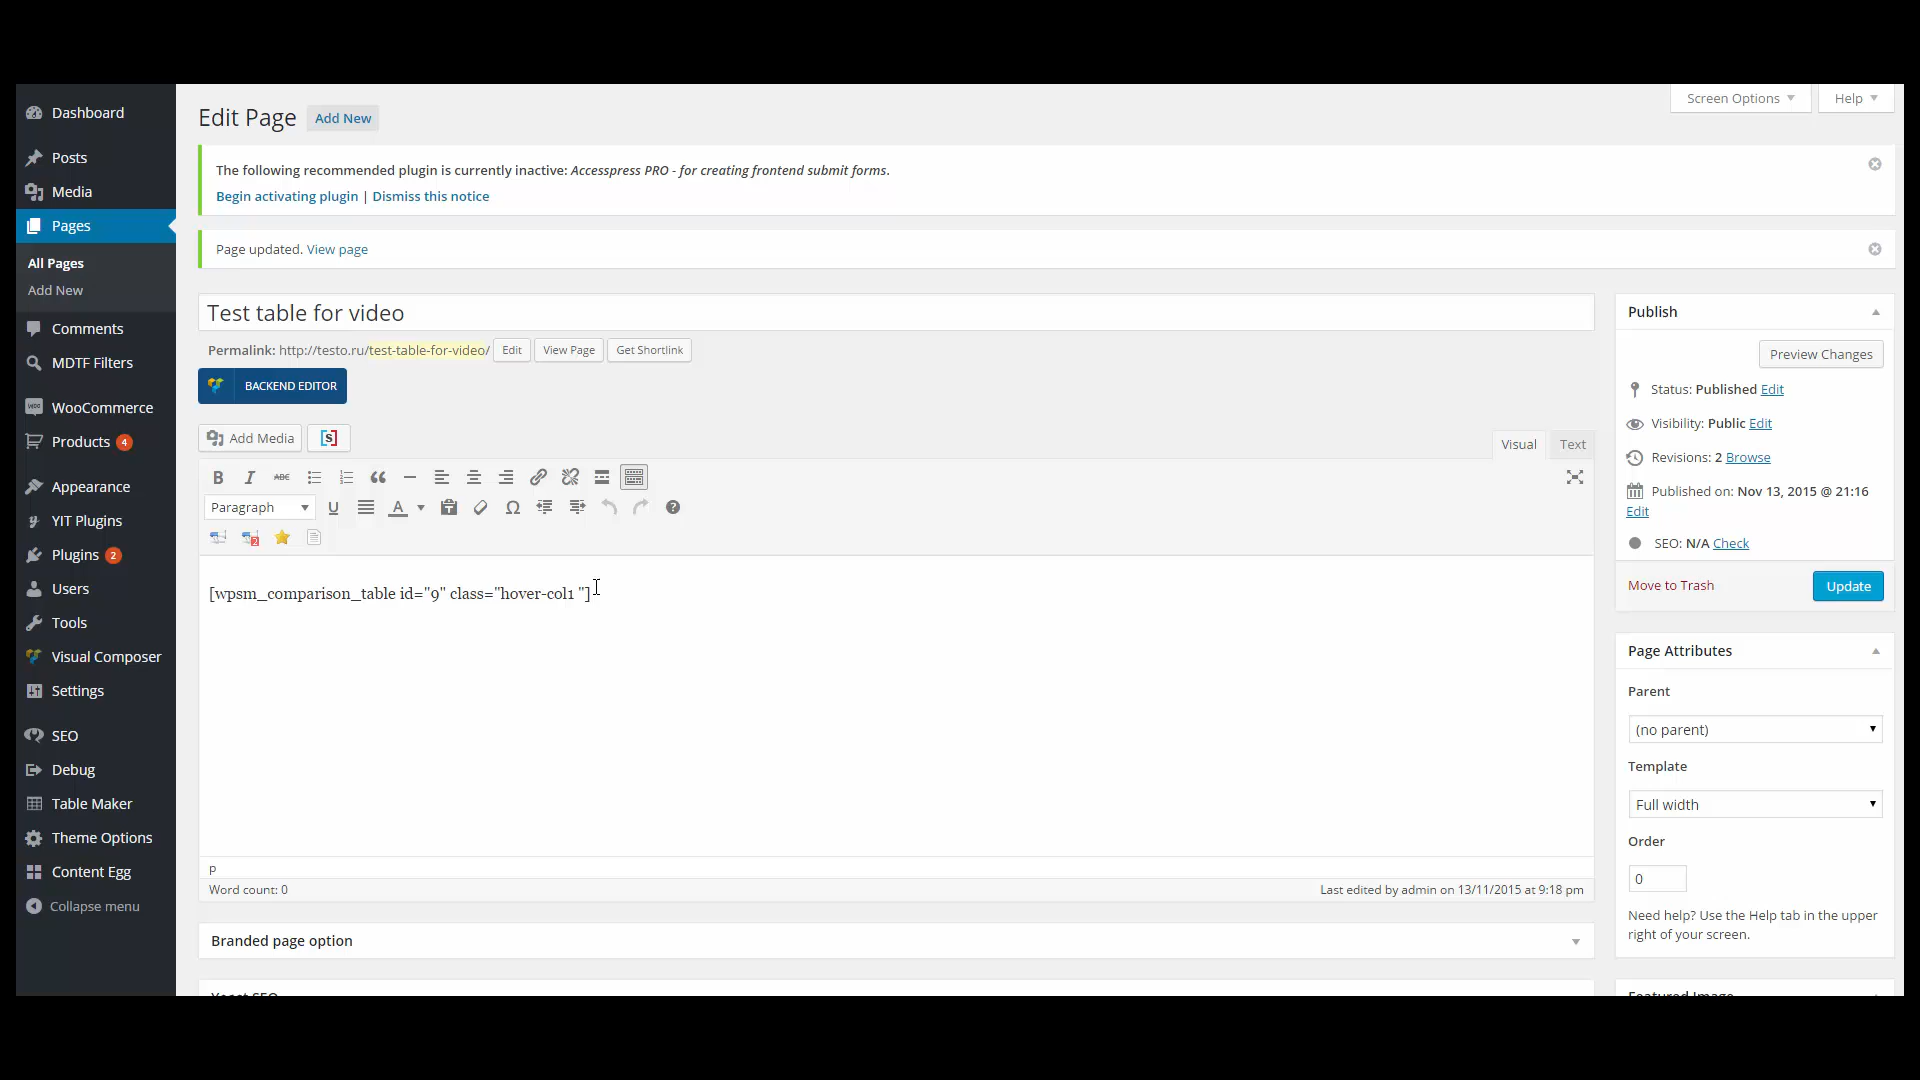 Dashboard
Posts
Media
Pages
All Pages
Add New
Comments
MDTF Filters
WooCommerce
Products 4
Appearance
YIT Plugins
Plugins 2
Users
Tools
Visual Composer
Settings
SEO
Debug
Table Maker
Theme Options
Content Egg
Collapse menu
Screen Options
Help
Edit Page Add New
The following recommended plugin is currently inactive: Accesspress PRO - for creating frontend submit forms.
Begin activating plugin | Dismiss this notice
Page updated. View page
Test table for video
Permalink: http://testo.ru/test-table-for-video/ Edit View Page Get Shortlink
BACKEND EDITOR
Add Media [s]
Visual Text
B I ABC
Paragraph U A Ω ?
[wpsm_comparison_table id="9" class="hover-col1 "]
p
Word count: 0
Last edited by admin on 13/11/2015 at 9:18 pm
Branded page option
Yoast SEO
Publish
Preview Changes
Status: Published Edit
Visibility: Public Edit
Revisions: 2 Browse
Published on: Nov 13, 2015 @ 21:16
Edit
SEO: N/A Check
Move to Trash Update
Page Attributes
Parent
(no parent)
Template
Full width
Order
0
Need help? Use the Help tab in the upper
right of your screen.
Featured Image